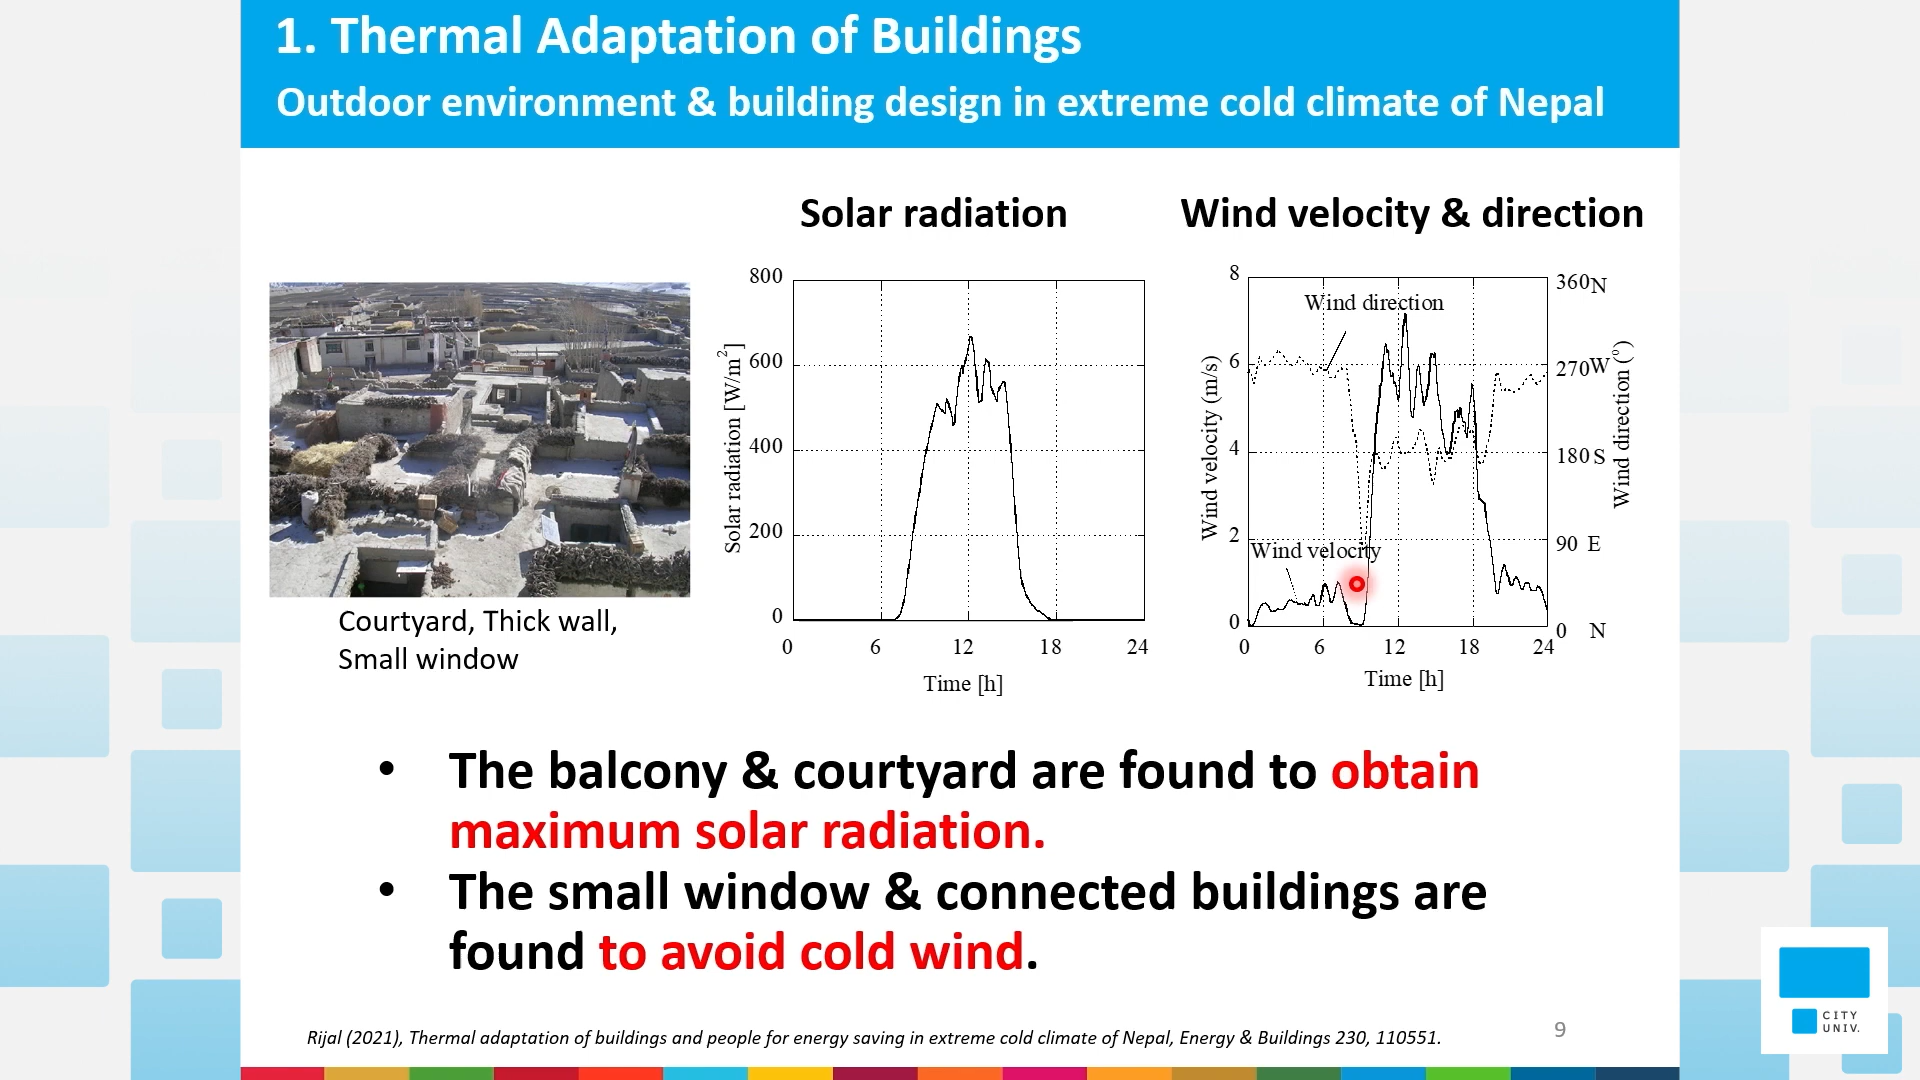 1. Thermal Adaptation of Buildings
Outdoor environment & building design in extreme cold climate of Nepal
Solar radiation
Wind velocity & direction
Courtyard, Thick wall,
Small window
Solar radiation [W/m²]
800
600
400
200
0
0 6 12 18 24
Time [h]
Wind velocity (m/s)
8
6
4
2
0
Wind direction
Wind velocity
360N
270W
180 S
90 E
0 N
Wind direction (°)
0 6 12 18 24
Time [h]
• The balcony & courtyard are found to obtain
maximum solar radiation.
• The small window & connected buildings are
found to avoid cold wind.
Rijal (2021), Thermal adaptation of buildings and people for energy saving in extreme cold climate of Nepal, Energy & Buildings 230, 110551.
9
CITY
UNIV.